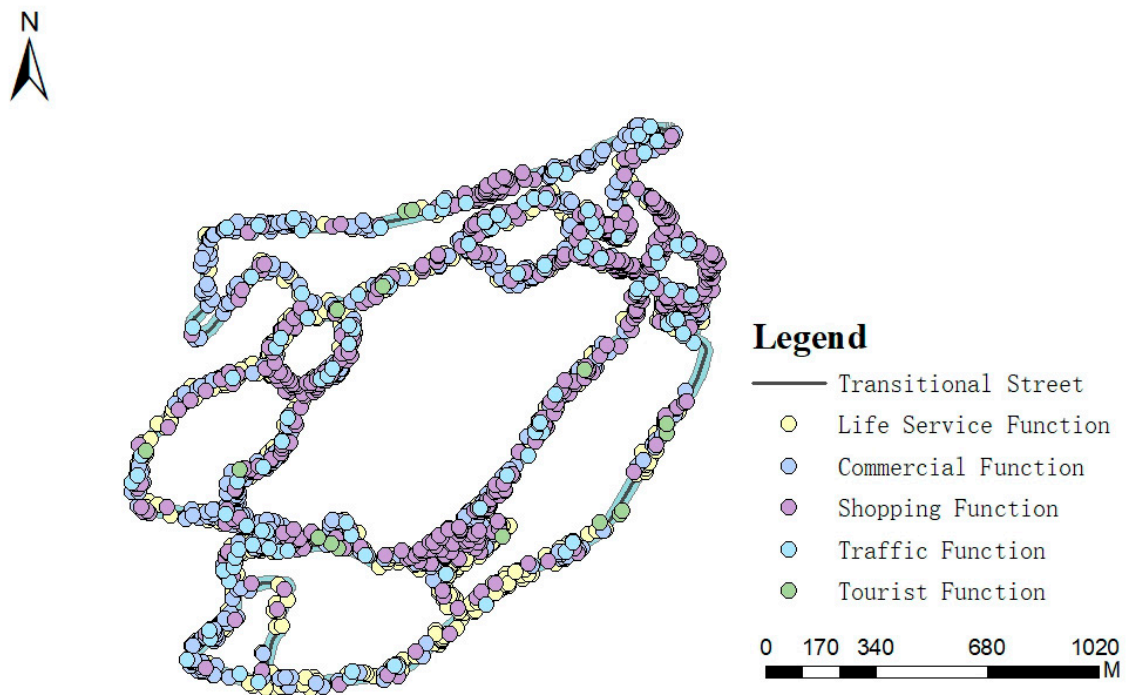 N
Legend
Transitional Street
Life Service Function
Commercial Function
Shopping Function
Traffic Function
Tourist Function
0 170 340 680 1020
M